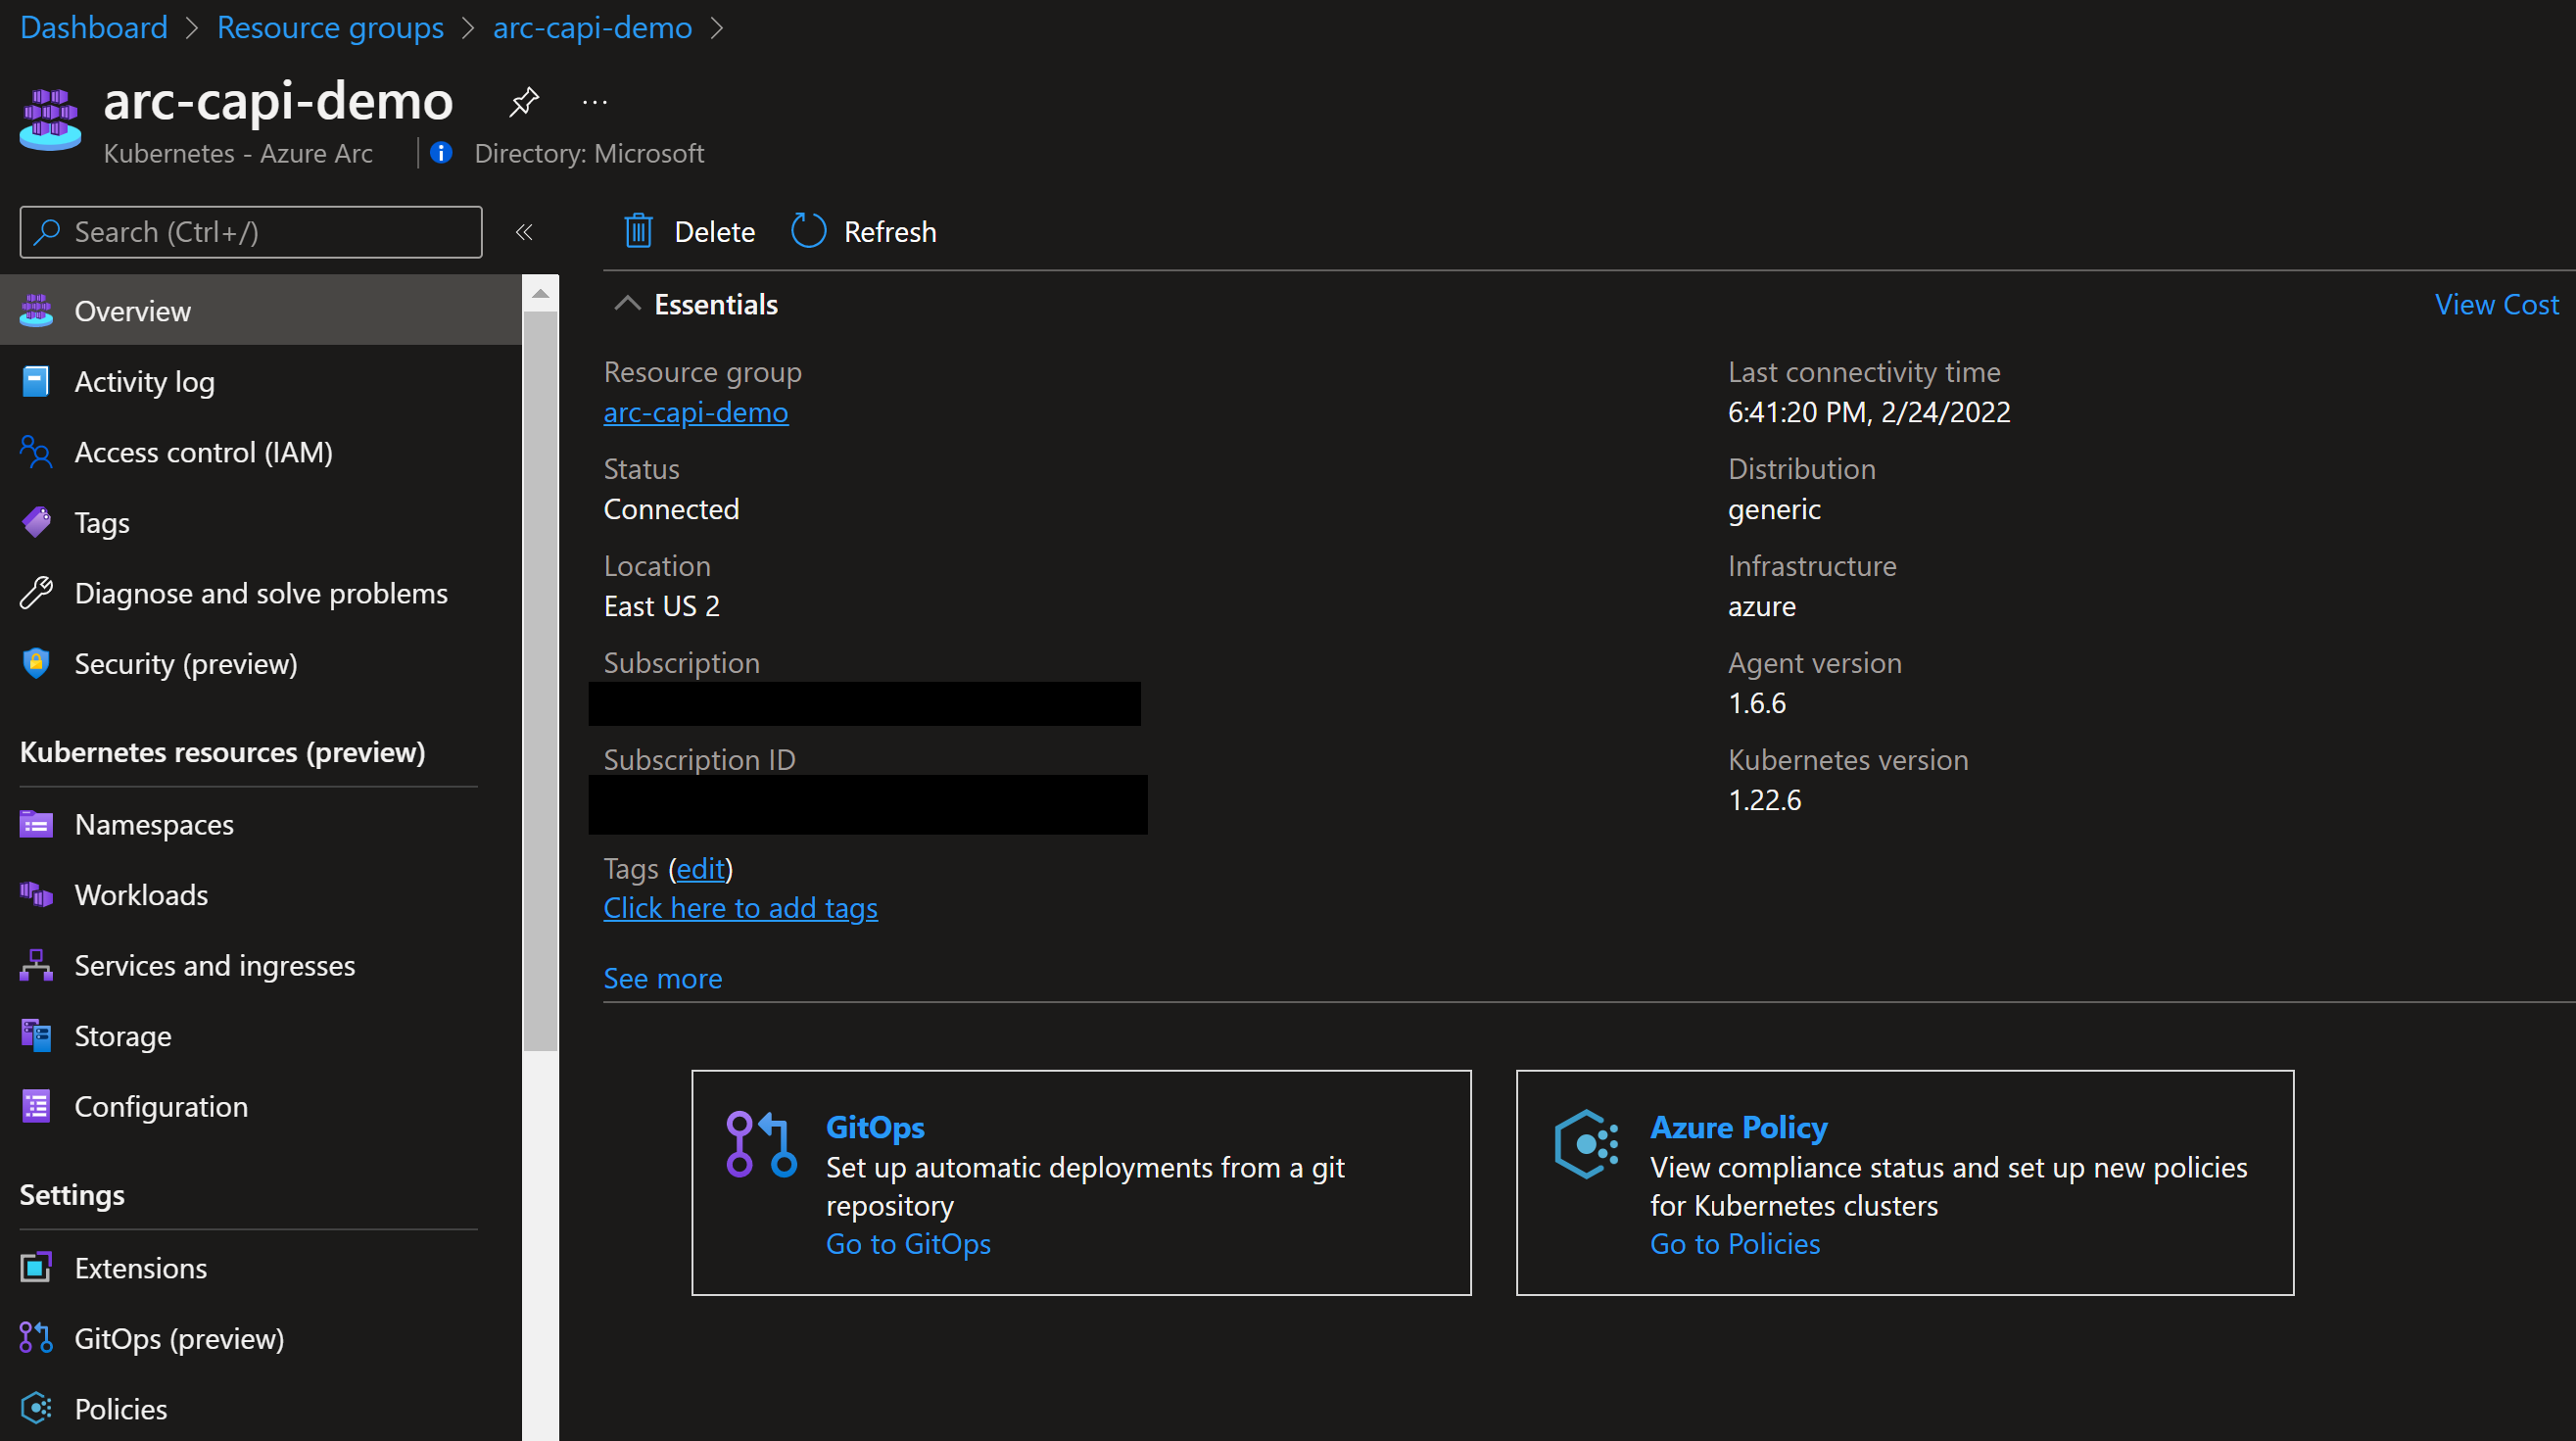 Dashboard > Resource groups > arc-capi-demo >
arc-capi-demo ...
Kubernetes - Azure Arc | Directory: Microsoft
Search (Ctrl+/) «
Overview
Activity log
Access control (IAM)
Tags
Diagnose and solve problems
Security (preview)
Kubernetes resources (preview)
Namespaces
Workloads
Services and ingresses
Storage
Configuration
Settings
Extensions
GitOps (preview)
Policies
Delete Refresh
Essentials
View Cost
Resource group
arc-capi-demo
Status
Connected
Location
East US 2
Subscription
Subscription ID
Tags (edit)
Click here to add tags
See more
Last connectivity time
6:41:20 PM, 2/24/2022
Distribution
generic
Infrastructure
azure
Agent version
1.6.6
Kubernetes version
1.22.6
GitOps
Set up automatic deployments from a git
repository
Go to GitOps
Azure Policy
View compliance status and set up new policies
for Kubernetes clusters
Go to Policies